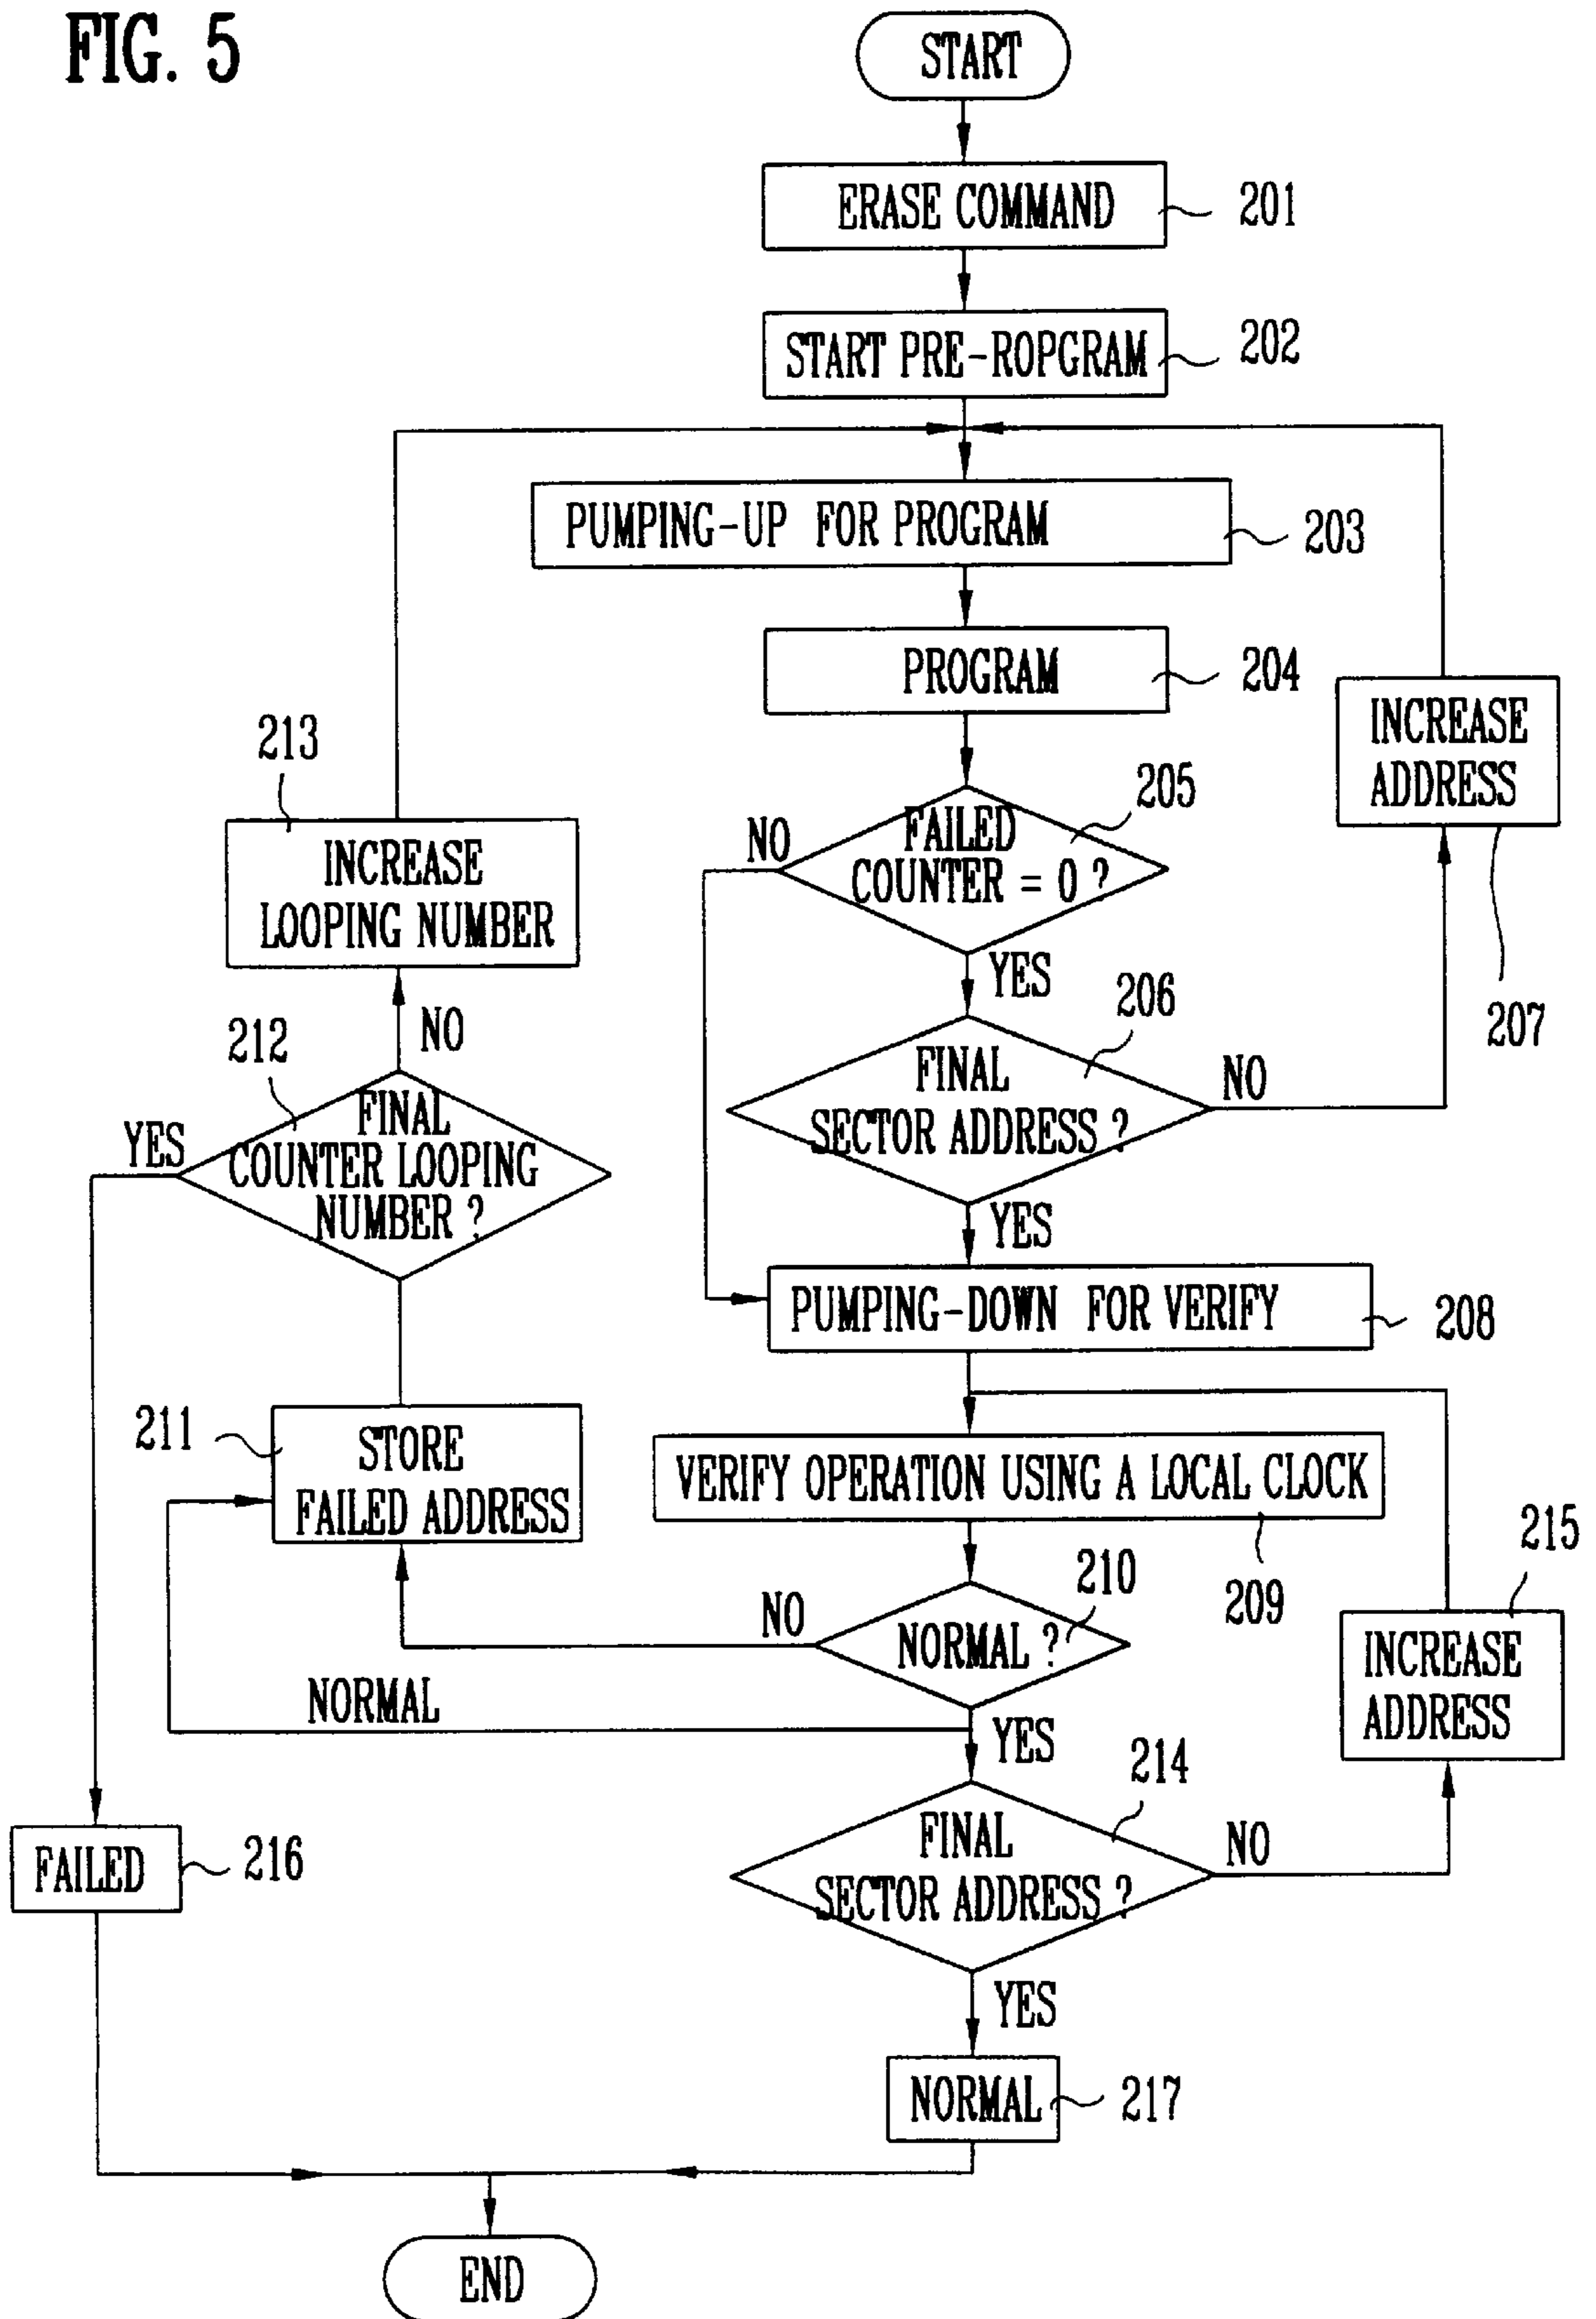 FIG. 5
START
ERASE COMMAND
201
START PRE-ROPGRAM
202
PUMPING-UP FOR PROGRAM
203
PROGRAM
204
INCREASE
ADDRESS
207
213
INCREASE
LOOPING NUMBER
205
NO
FAILED
COUNTER = 0 ?
YES
206
FINAL
SECTOR ADDRESS ?
NO
YES
212
NO
YES
FINAL
COUNTER LOOPING
NUMBER ?
PUMPING-DOWN FOR VERIFY
208
211
STORE
FAILED ADDRESS
VERIFY OPERATION USING A LOCAL CLOCK
209
215
INCREASE
ADDRESS
210
NO
NORMAL ?
NORMAL
YES
214
FINAL
SECTOR ADDRESS ?
NO
FAILED
216
YES
NORMAL
217
END